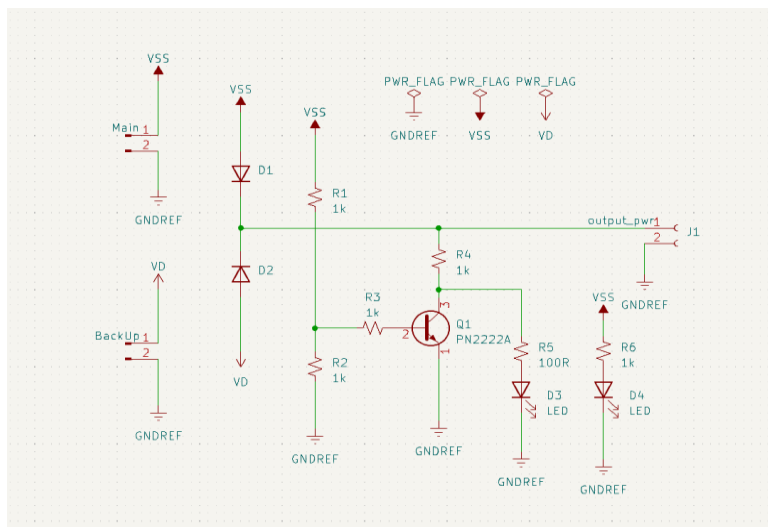 VSS
Main 1
2
GNDREF
VD
BackUp 1
2
GNDREF
VSS
D1
D2
VD
VSS
R1
1k
R3
1k
R2
1k
GNDREF
PWR_FLAG PWR_FLAG PWR_FLAG
GNDREF VSS VD
output_pwr 1
2
J1
GNDREF
R4
1k
3
2
1
Q1
PN2222A
GNDREF
R5
100R
D3
LED
GNDREF
VSS
R6
1k
D4
LED
GNDREF